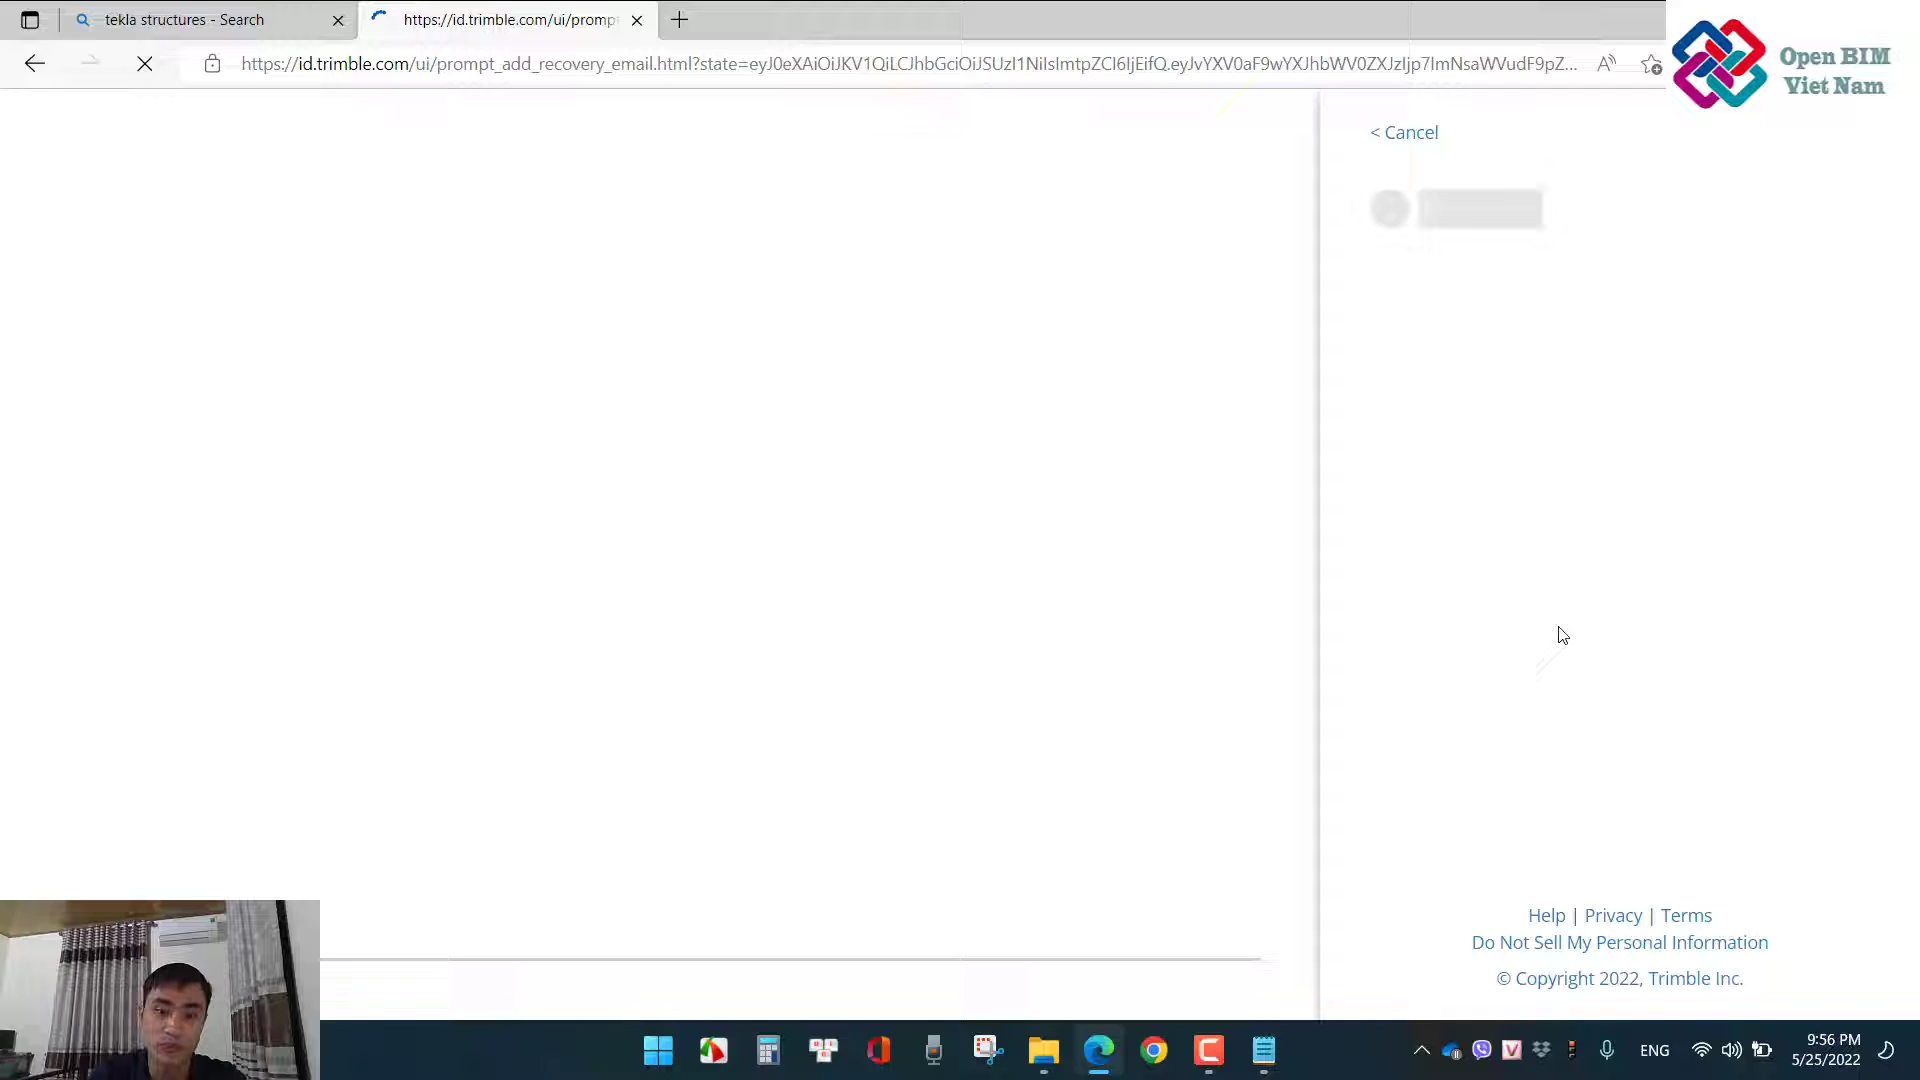 tekla structures - Search
https://id.trimble.com/ui/promp
https://id.trimble.com/ui/prompt_add_recovery_email.html?state=eyJ0eXAiOiJKV1QiLCJhbGciOiJSUzI1NiIsImtpZCI6IjEifQ.eyJvYXV0aF9wYXJhbWV0ZXJzIjp7ImNsaWVudF9pZ...
Open BIM
Viet Nam
< Cancel
Help | Privacy | Terms
Do Not Sell My Personal Information
© Copyright 2022, Trimble Inc.
ENG
9:56 PM
5/25/2022